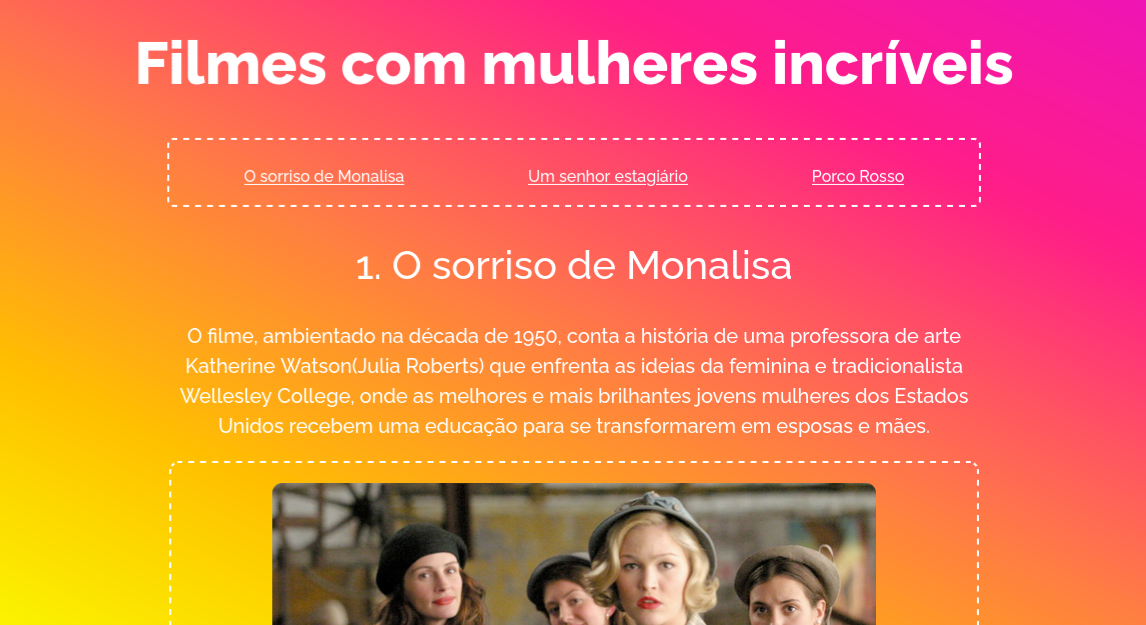 Filmes com mulheres incríveis
O sorriso de Monalisa
Um senhor estagiário
Porco Rosso
1. O sorriso de Monalisa
O filme, ambientado na década de 1950, conta a história de uma professora de arte
Katherine Watson(Julia Roberts) que enfrenta as ideias da feminina e tradicionalista
Wellesley College, onde as melhores e mais brilhantes jovens mulheres dos Estados
Unidos recebem uma educação para se transformarem em esposas e mães.